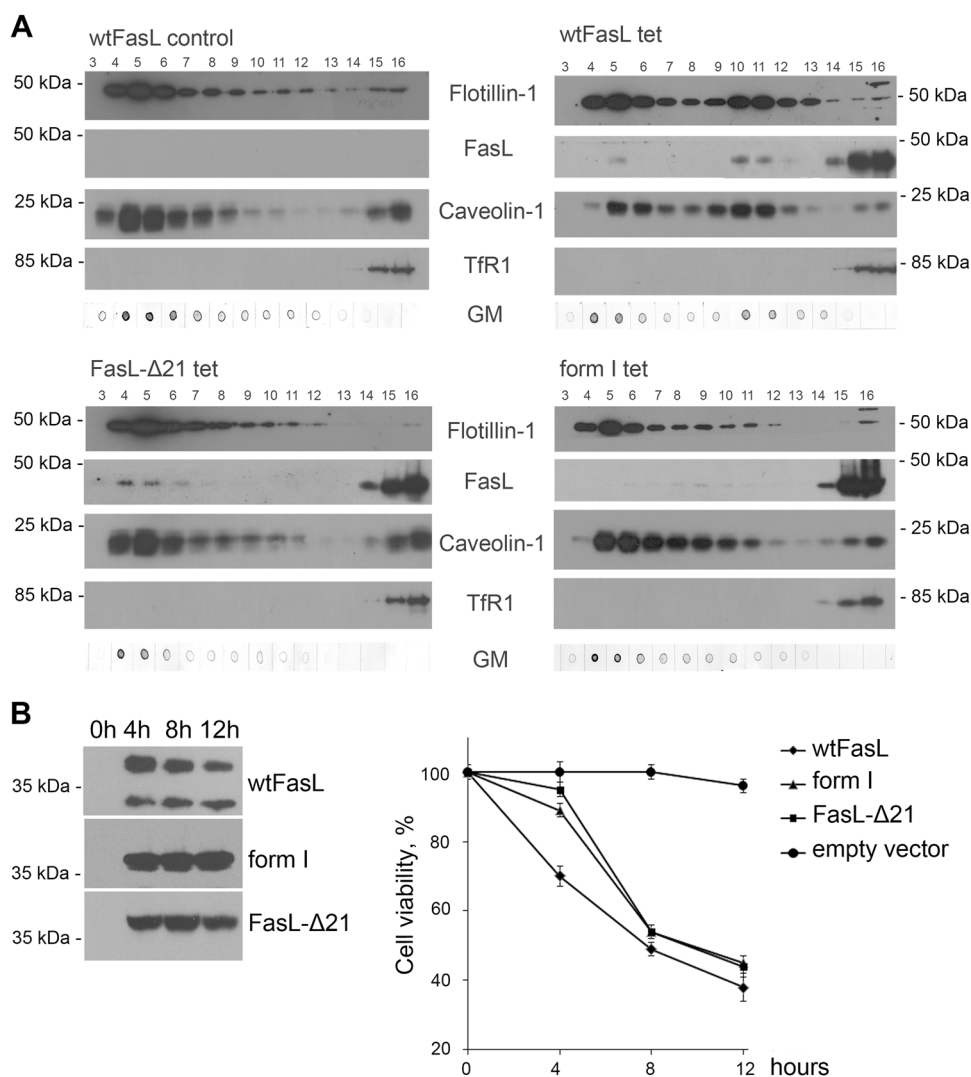 A
wtFasL control
3 4 5 6 7 8 9 10 11 12 13 14 15 16
50 kDa -
50 kDa
25 kDa
85 kDa -
Flotillin-1
FasL
Caveolin-1
TfR1
GM
wtFasL tet
3 4 5 6 7 8 9 10 11 12 13 14 15 16
- 50 kDa
- 50 kDa
- 25 kDa
- 85 kDa
FasL-Δ21 tet
3 4 5 6 7 8 9 10 11 12 13 14 15 16
50 kDa -
50 kDa
25 kDa
85 kDa -
Flotillin-1
FasL
Caveolin-1
TfR1
GM
form I tet
3 4 5 6 7 8 9 10 11 12 13 14 15 16
- 50 kDa
- 50 kDa
- 25 kDa
- 85 kDa
B
0h 4h 8h 12h
35 kDa -
wtFasL
35 kDa -
form I
35 kDa -
FasL-Δ21
Cell viability, %
100
80
60
40
20
0 4 8 12 hours
wtFasL
form I
FasL-Δ21
empty vector